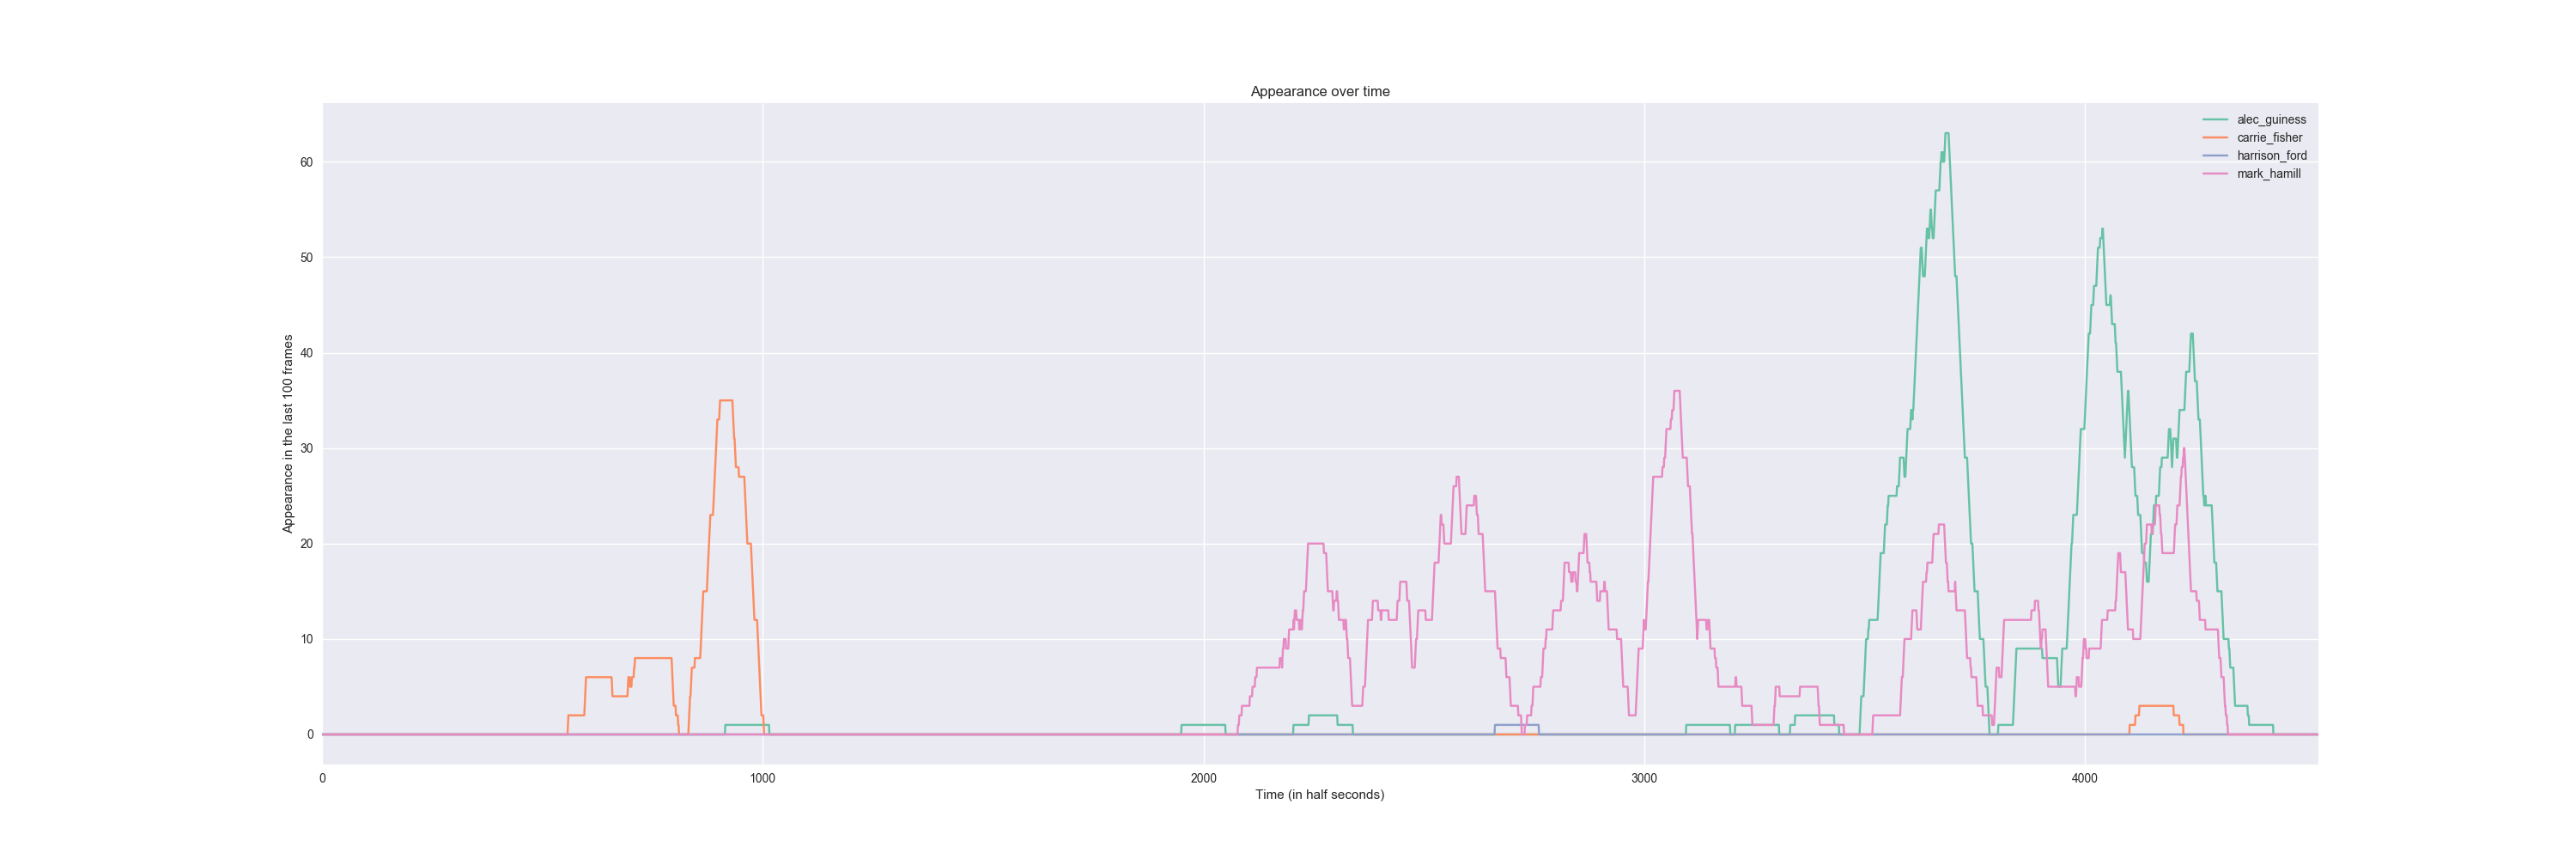 Appearance over time
alec_guiness
carrie_fisher
harrison_ford
mark_hamill
Appearance in the last 100 frames
60
50
40
30
20
10
0
0 1000 2000 3000 4000
Time (in half seconds)